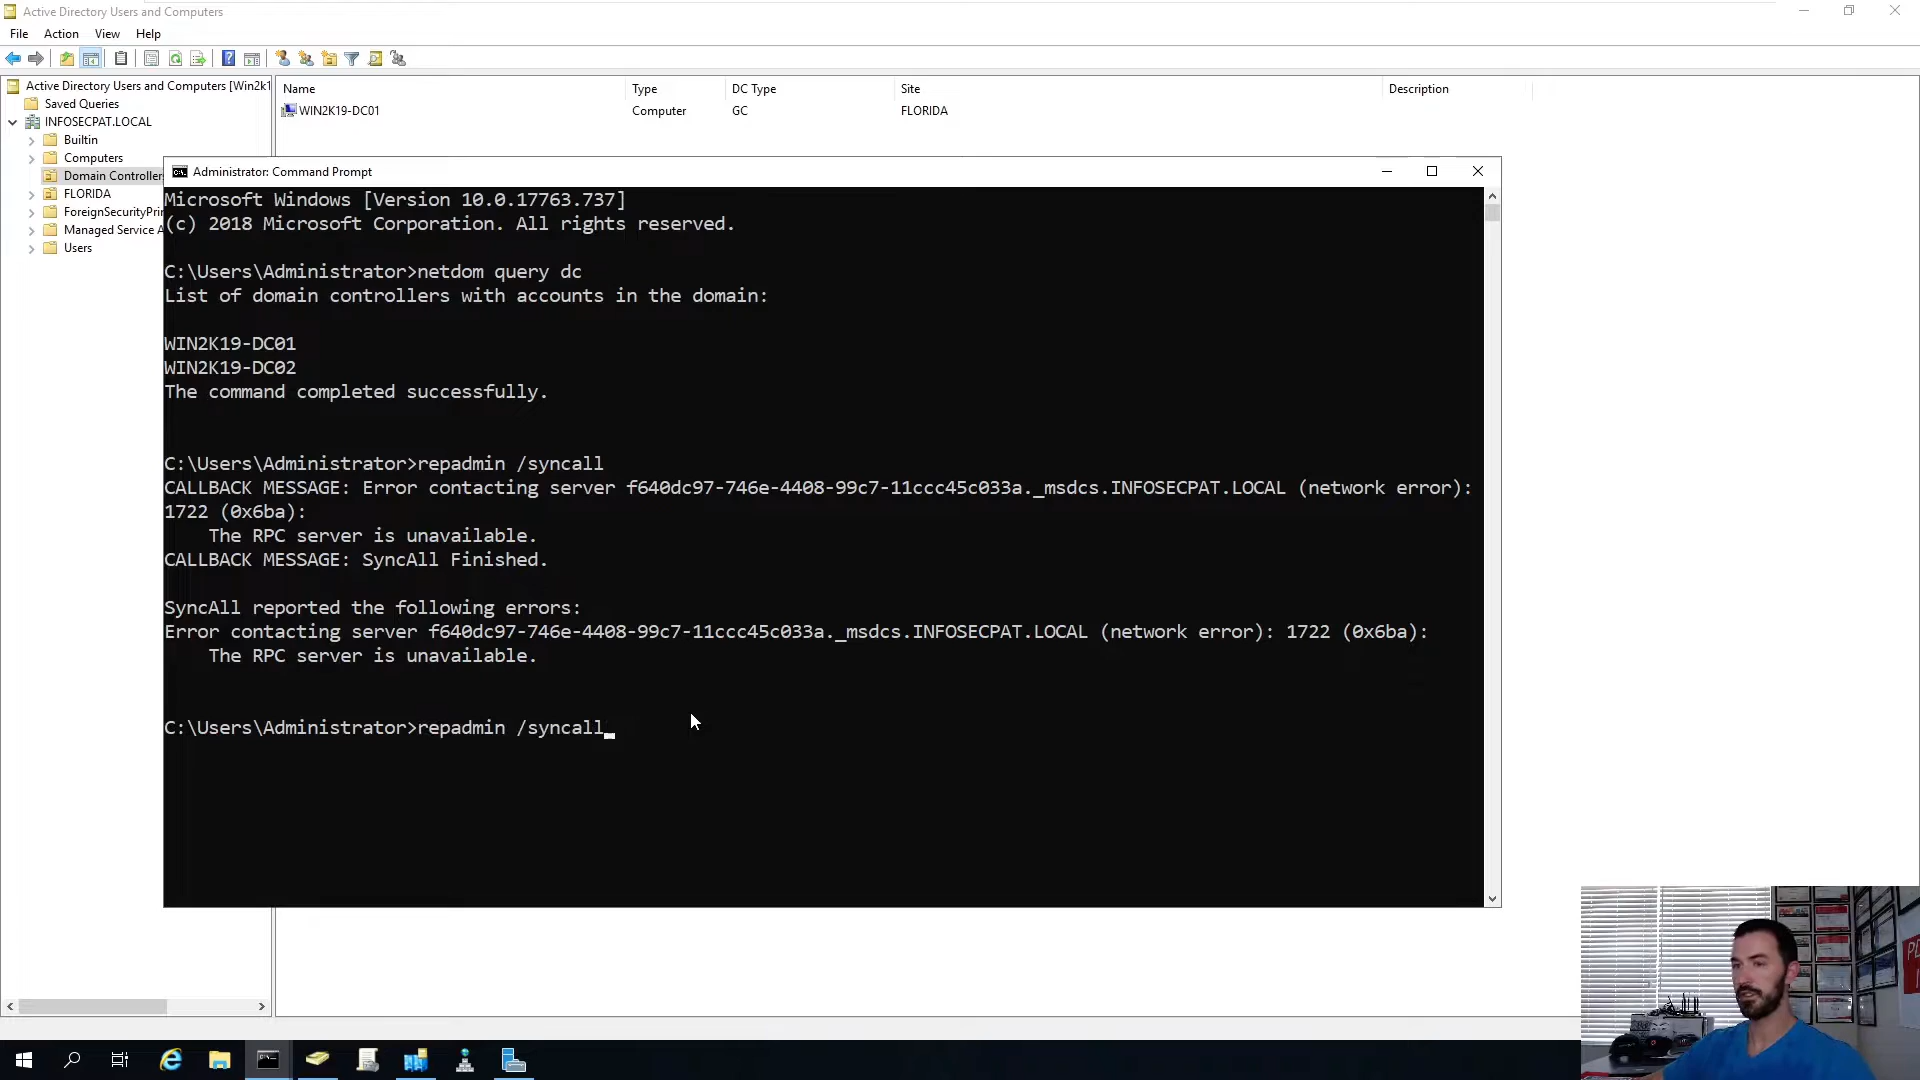 Active Directory Users and Computers
File Action View Help
Active Directory Users and Computers [Win2k1
Saved Queries
INFOSECPAT.LOCAL
Builtin
Computers
Domain Controller
FLORIDA
ForeignSecurityPri
Managed Service A
Users
Name Type DC Type Site Description
WIN2K19-DC01 Computer GC FLORIDA
Administrator: Command Prompt
Microsoft Windows [Version 10.0.17763.737]
(c) 2018 Microsoft Corporation. All rights reserved.
C:\Users\Administrator>netdom query dc
List of domain controllers with accounts in the domain:
WIN2K19-DC01
WIN2K19-DC02
The command completed successfully.
C:\Users\Administrator>repadmin /syncall
CALLBACK MESSAGE: Error contacting server f640dc97-746e-4408-99c7-11ccc45c033a._msdcs.INFOSECPAT.LOCAL (network error):
1722 (0x6ba):
The RPC server is unavailable.
CALLBACK MESSAGE: SyncAll Finished.
SyncAll reported the following errors:
Error contacting server f640dc97-746e-4408-99c7-11ccc45c033a._msdcs.INFOSECPAT.LOCAL (network error): 1722 (0x6ba):
The RPC server is unavailable.
C:\Users\Administrator>repadmin /syncall